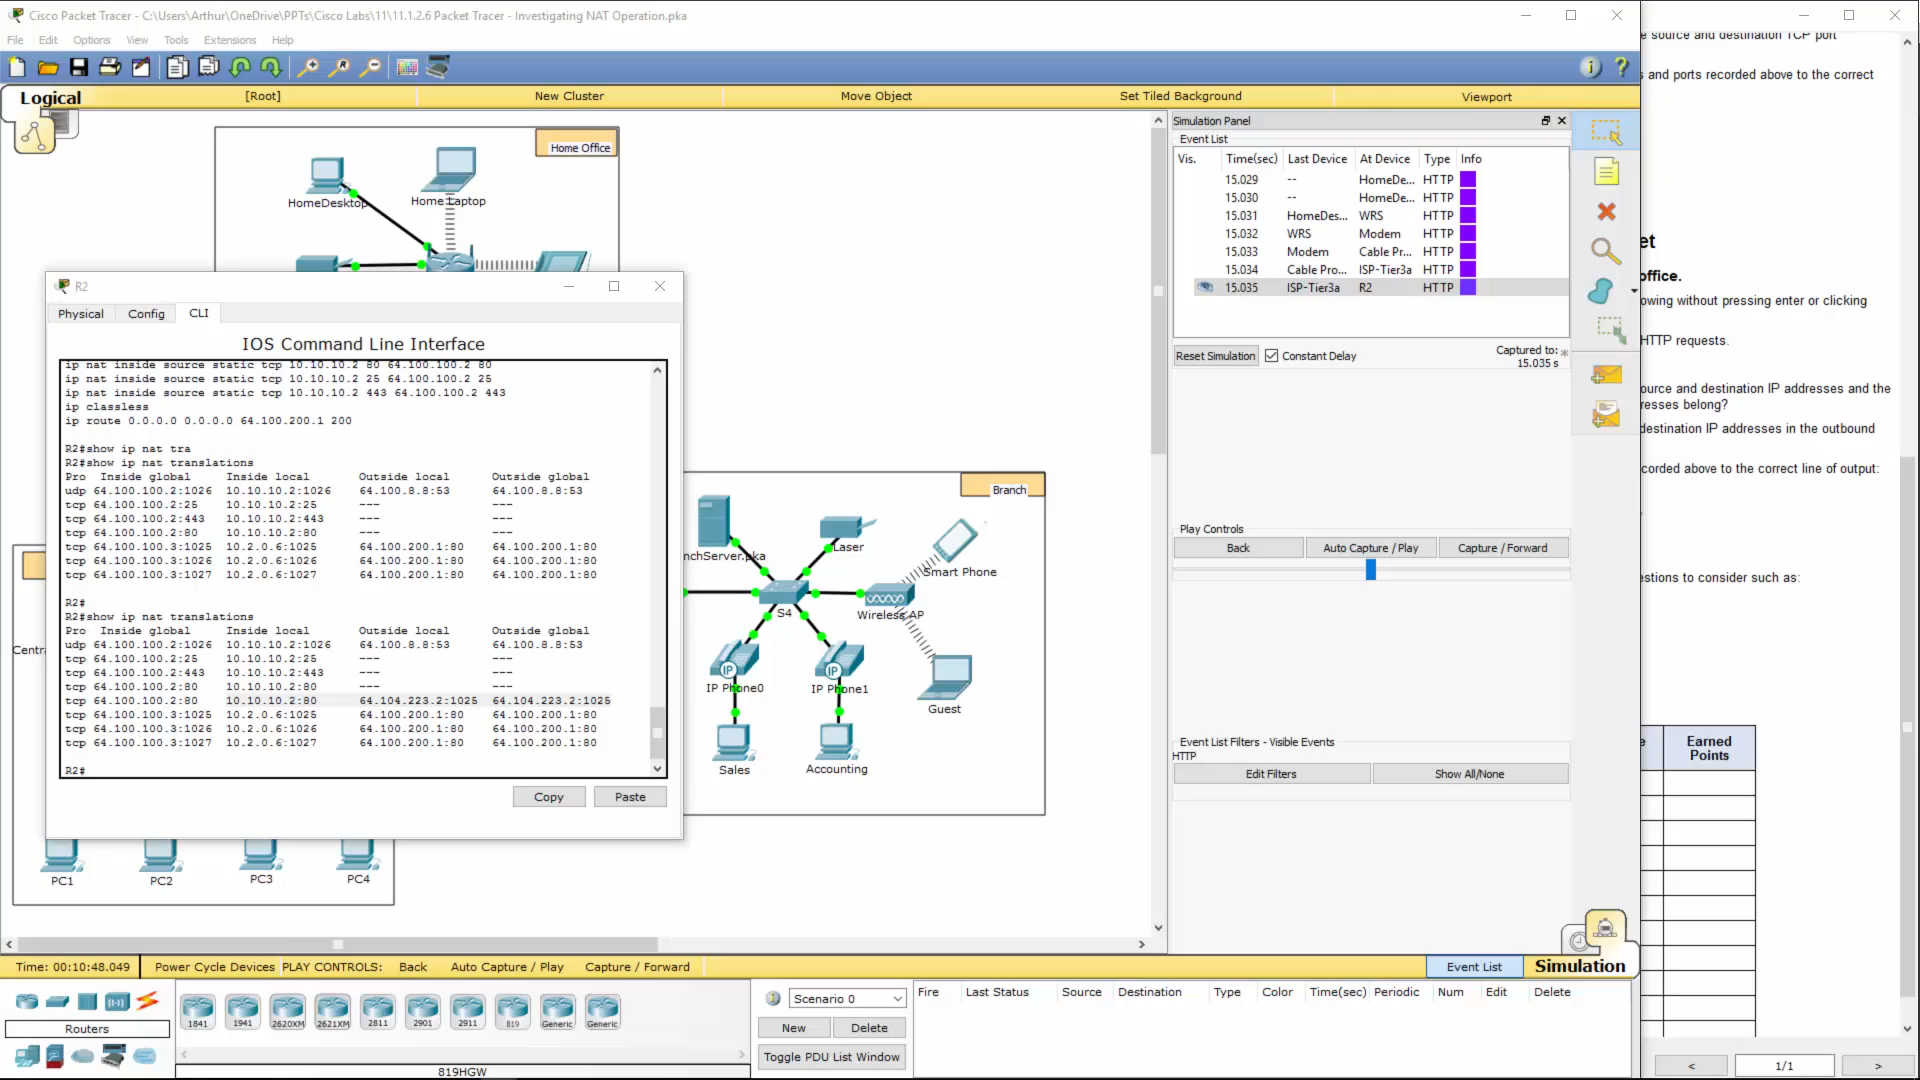 Cisco Packet Tracer - C:\Users\Arthur\OneDrive\PPTs\Cisco Labs\11\11.1.2.6 Packet Tracer - Investigating NAT Operation.pka
File Edit Options View Tools Extensions Help
Logical [Root] New Cluster Move Object Set Tiled Background Viewport
Home Office
HomeDesktop
Home Laptop
R2
Physical Config CLI
IOS Command Line Interface
ip nat inside source static tcp 10.10.10.2 80 64.100.100.2 80
ip nat inside source static tcp 10.10.10.2 25 64.100.100.2 25
ip nat inside source static tcp 10.10.10.2 443 64.100.100.2 443
ip classless
ip route 0.0.0.0 0.0.0.0 64.100.200.1 200
R2#show ip nat tra
R2#show ip nat translations
Pro Inside global Inside local Outside local Outside global
udp 64.100.100.2:1026 10.10.10.2:1026 64.100.8.8:53 64.100.8.8:53
tcp 64.100.100.2:25 10.10.10.2:25 --- ---
tcp 64.100.100.2:443 10.10.10.2:443 --- ---
tcp 64.100.100.2:80 10.10.10.2:80 --- ---
tcp 64.100.100.3:1025 10.2.0.6:1025 64.100.200.1:80 64.100.200.1:80
tcp 64.100.100.3:1026 10.2.0.6:1026 64.100.200.1:80 64.100.200.1:80
tcp 64.100.100.3:1027 10.2.0.6:1027 64.100.200.1:80 64.100.200.1:80
R2#
R2#show ip nat translations
Pro Inside global Inside local Outside local Outside global
udp 64.100.100.2:1026 10.10.10.2:1026 64.100.8.8:53 64.100.8.8:53
tcp 64.100.100.2:25 10.10.10.2:25 --- ---
tcp 64.100.100.2:443 10.10.10.2:443 --- ---
tcp 64.100.100.2:80 10.10.10.2:80 --- ---
tcp 64.100.100.2:80 10.10.10.2:80 64.104.223.2:1025 64.104.223.2:1025
tcp 64.100.100.3:1025 10.2.0.6:1025 64.100.200.1:80 64.100.200.1:80
tcp 64.100.100.3:1026 10.2.0.6:1026 64.100.200.1:80 64.100.200.1:80
tcp 64.100.100.3:1027 10.2.0.6:1027 64.100.200.1:80 64.100.200.1:80
R2#
Copy Paste
Centra
PC1 PC2 PC3 PC4
Branch
nchServer.pka
Laser
Smart Phone
S4
Wireless AP
IP IP
IP Phone0
IP Phone1
Guest
Sales
Accounting
Simulation Panel
Event List
Vis. Time(sec) Last Device At Device Type Info
15.029 -- HomeDe... HTTP
15.030 -- HomeDe... HTTP
15.031 HomeDes... WRS HTTP
15.032 WRS Modem HTTP
15.033 Modem Cable Pr... HTTP
15.034 Cable Pro... ISP-Tier3a HTTP
15.035 ISP-Tier3a R2 HTTP
Reset Simulation Constant Delay Captured to: *
15.035 s
Play Controls
Back Auto Capture / Play Capture / Forward
Event List Filters - Visible Events
HTTP
Edit Filters Show All/None
e source and destination TCP port
s and ports recorded above to the correct
et
office.
owing without pressing enter or clicking
HTTP requests.
ource and destination IP addresses and the
resses belong?
destination IP addresses in the outbound
corded above to the correct line of output:
estions to consider such as:
e Earned
Points
Time: 00:10:48.049 Power Cycle Devices PLAY CONTROLS: Back Auto Capture / Play Capture / Forward Event List Simulation
1841 1941 2620XM 2621XM 2811 2901 2911 819 Generic Generic
Routers
819HGW
Scenario 0
New Delete
Toggle PDU List Window
Fire Last Status Source Destination Type Color Time(sec) Periodic Num Edit Delete
< 1/1 >